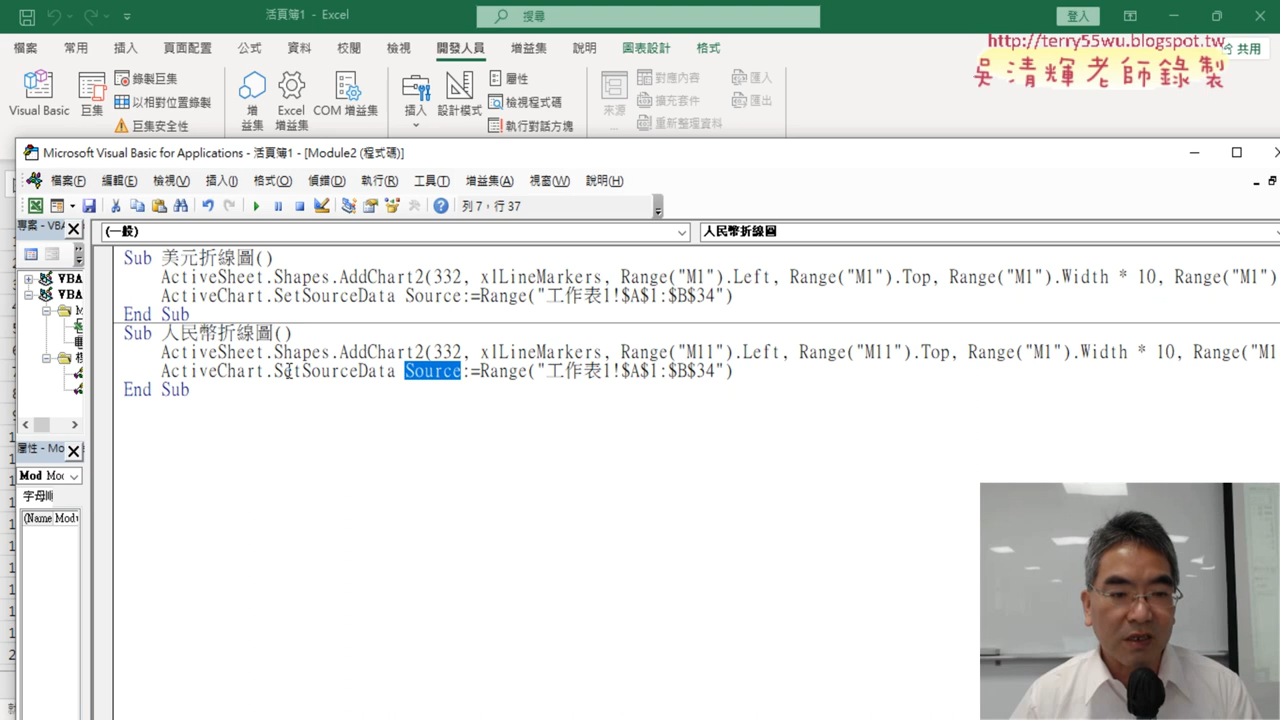 活頁簿1 - Excel
搜尋
登入
http://terry55wu.blogspot.tw
吳清輝老師錄製
檔案 常用 插入 頁面配置 公式 資料 校閱 檢視 開發人員 增益集 說明 圖表設計 格式
共用
Visual Basic
巨集
錄製巨集
以相對位置錄製
巨集安全性
增益集
Excel 增益集
COM 增益集
插入
設計模式
屬性
檢視程式碼
執行對話方塊
來源
...
對應內容
擴充套件
重新整理資料
匯入
匯出
Microsoft Visual Basic for Applications - 活頁簿1 - [Module2 (程式碼)]
檔案(F) 編輯(E) 檢視(V) 插入(I) 格式(O) 偵錯(D) 執行(R) 工具(T) 增益集(A) 視窗(W) 說明(H)
列 7，行 37
專案 - VBA
(一般)
人民幣折線圖
VBA
VBA
屬性 - Mo
Mod
字母順
(Name
Sub 美元折線圖()
ActiveSheet.Shapes.AddChart2(332, xlLineMarkers, Range("M1").Left, Range("M1").Top, Range("M1").Width * 10, Range("M1")
ActiveChart.SetSourceData Source:=Range("工作表1!$A$1:$B$34")
End Sub
Sub 人民幣折線圖()
ActiveSheet.Shapes.AddChart2(332, xlLineMarkers, Range("M11").Left, Range("M11").Top, Range("M1").Width * 10, Range("M1
ActiveChart.SetSourceData Source:=Range("工作表1!$A$1:$B$34")
End Sub